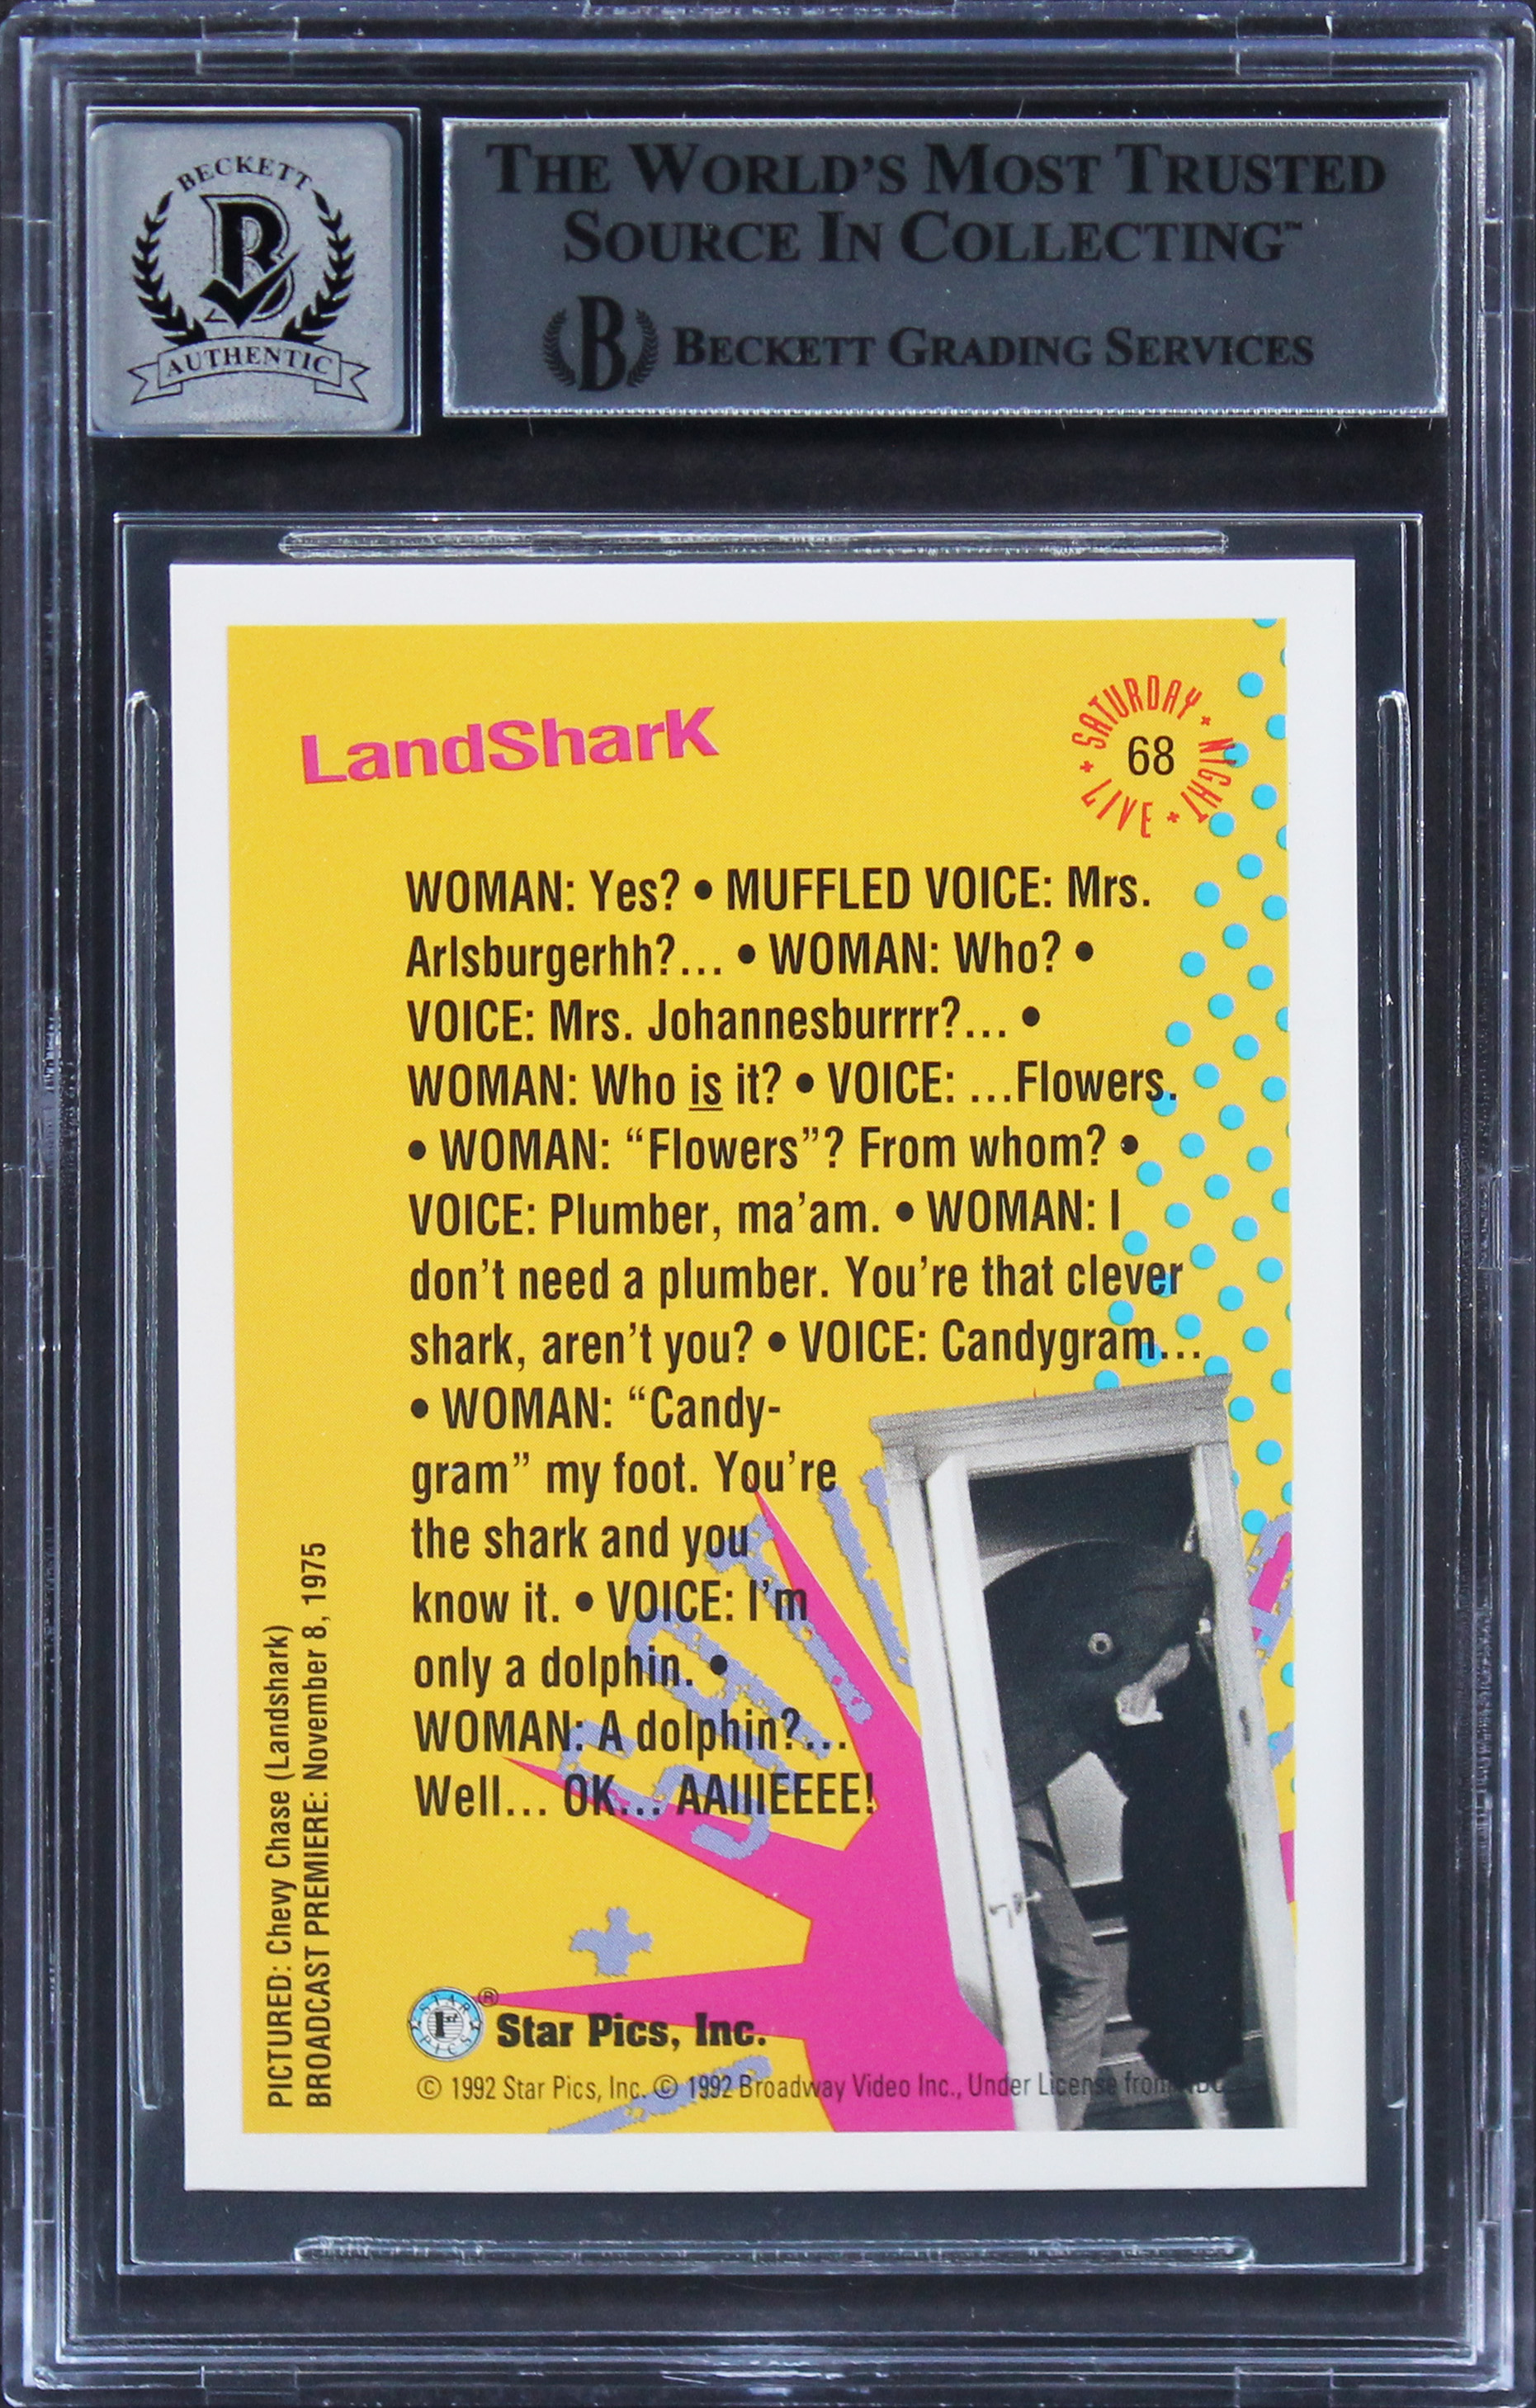 BECKETT
B
AUTHENTIC
THE WORLD'S MOST TRUSTED
SOURCE IN COLLECTING™
B BECKETT GRADING SERVICES
LandSharK
SATURDAY NIGHT LIVE
68
WOMAN: Yes? • MUFFLED VOICE: Mrs.
Arlsburgerhh?... • WOMAN: Who? •
VOICE: Mrs. Johannesburrrr?... •
WOMAN: Who is it? • VOICE: ...Flowers.
• WOMAN: “Flowers”? From whom? •
VOICE: Plumber, ma’am. • WOMAN: I
don’t need a plumber. You’re that clever
shark, aren’t you? • VOICE: Candygram...
• WOMAN: “Candy-
gram” my foot. You’re
the shark and you
know it. • VOICE: I’m
only a dolphin. •
WOMAN: A dolphin?...
Well... OK... AAIIIEEEE!
PICTURED: Chevy Chase (Landshark)
BROADCAST PREMIERE: November 8, 1975
STAR 1st PICS
® Star Pics, Inc.
© 1992 Star Pics, Inc. © 1992 Broadway Video Inc., Under License from NBC